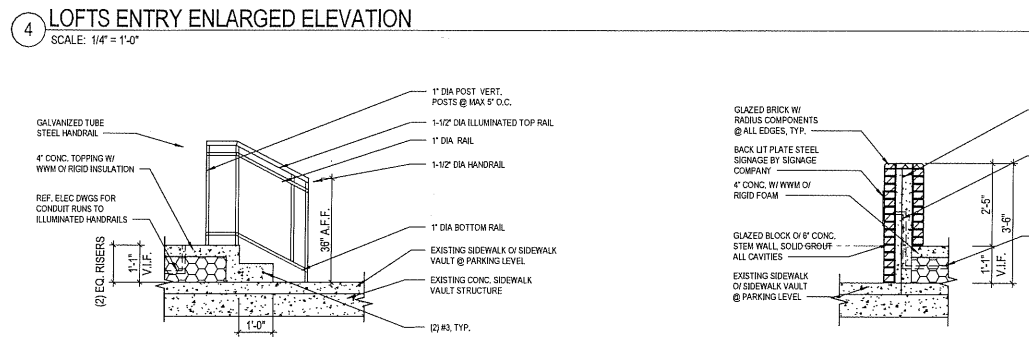 4
LOFTS ENTRY ENLARGED ELEVATION
SCALE: 1/4" = 1'-0"
GALVANIZED TUBE
STEEL HANDRAIL
4" CONC. TOPPING W/
WWM O/ RIGID INSULATION
REF. ELEC DWGS FOR
CONDUIT RUNS TO
ILLUMINATED HANDRAILS
(2) EQ. RISERS
1'-1"
V.I.F.
1'-0"
36" A.F.F.
1" DIA POST VERT.
POSTS @ MAX 5" O.C.
1-1/2" DIA ILLUMINATED TOP RAIL
1" DIA RAIL
1-1/2" DIA HANDRAIL
1" DIA BOTTOM RAIL
EXISTING SIDEWALK O/ SIDEWALK
VAULT @ PARKING LEVEL
EXISTING CONC. SIDEWALK
VAULT STRUCTURE
(2) #3, TYP.
GLAZED BRICK W/
RADIUS COMPONENTS
@ ALL EDGES, TYP.
BACK LIT PLATE STEEL
SIGNAGE BY SIGNAGE
COMPANY
4" CONC. W/ WWM O/
RIGID FOAM
GLAZED BLOCK O/ 6" CONC.
STEM WALL, SOLID GROUT
ALL CAVITIES
EXISTING SIDEWALK
O/ SIDEWALK VAULT
@ PARKING LEVEL
2'-5"
3'-6"
1'-1"
V.I.F.